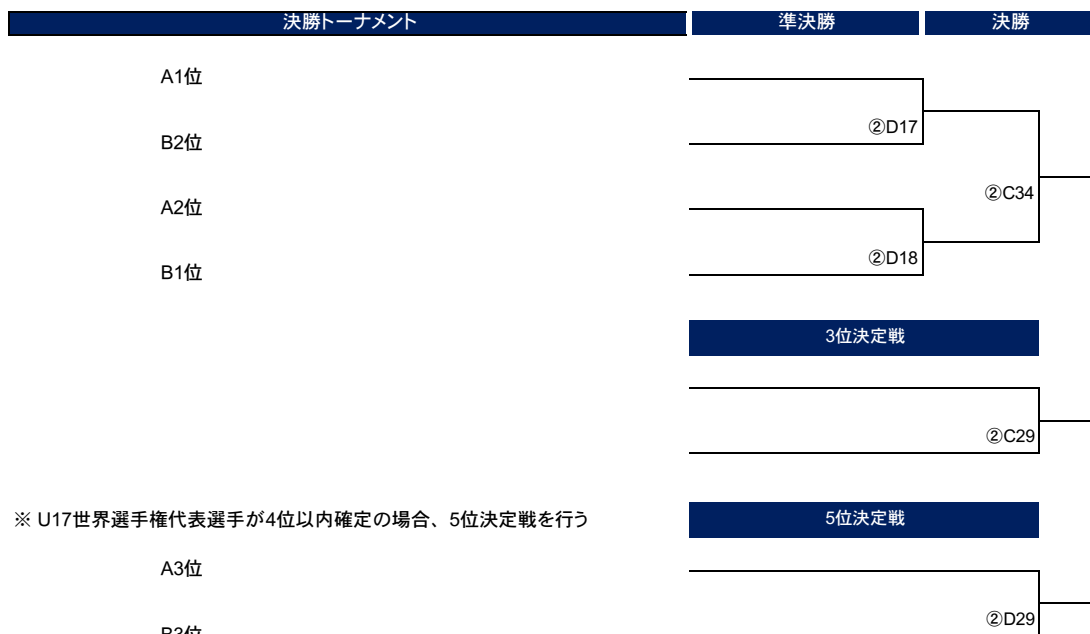 決勝トーナメント 準決勝 決勝
A1位
②D17
B2位
②C34
A2位
②D18
B1位
3位決定戦
②C29
※ U17世界選手権代表選手が4位以内確定の場合、5位決定戦を行う 5位決定戦
A3位
②D29
B3位